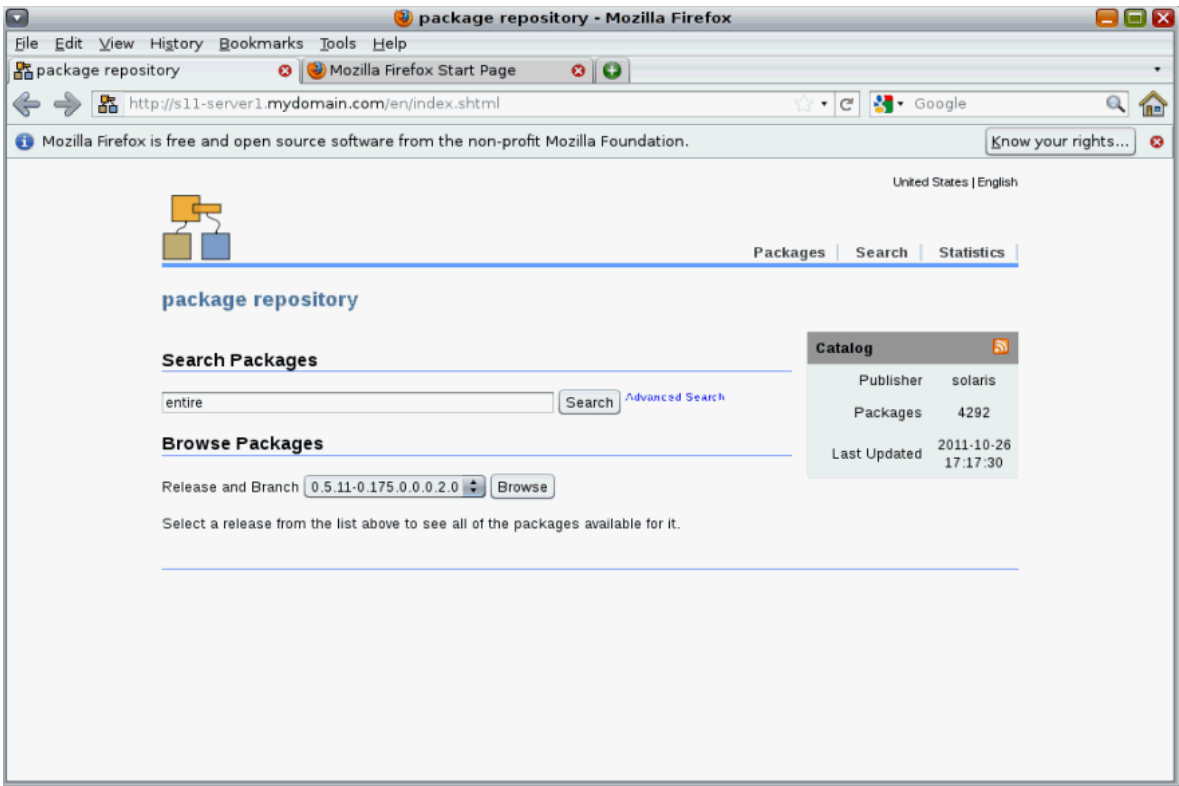 package repository - Mozilla Firefox
File Edit View History Bookmarks Tools Help
package repository Mozilla Firefox Start Page
http://s11-server1.mydomain.com/en/index.shtml Google
Mozilla Firefox is free and open source software from the non-profit Mozilla Foundation. Know your rights...
United States | English
Packages Search Statistics
package repository
Search Packages
entire Search Advanced Search
Browse Packages
Release and Branch 0.5.11-0.175.0.0.0.2.0 Browse
Select a release from the list above to see all of the packages available for it.
Catalog
Publisher solaris
Packages 4292
Last Updated 2011-10-26
17:17:30